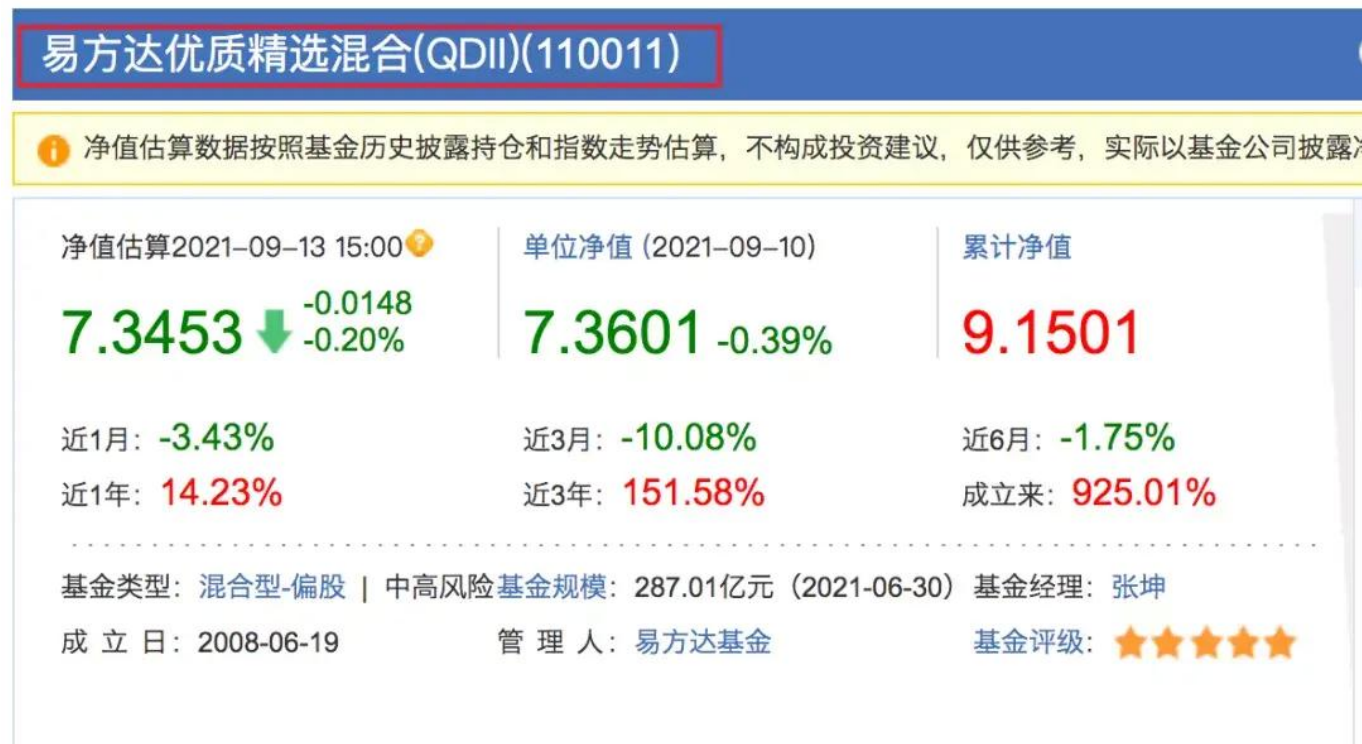 易方达优质精选混合(QDII)(110011)
净值估算数据按照基金历史披露持仓和指数走势估算，不构成投资建议，仅供参考，实际以基金公司披露
净值估算2021-09-13 15:00 单位净值 (2021-09-10) 累计净值
7.3453 -0.0148 -0.20% 7.3601 -0.39% 9.1501
近1月：-3.43% 近3月：-10.08% 近6月：-1.75%
近1年：14.23% 近3年：151.58% 成立来：925.01%
基金类型：混合型-偏股 | 中高风险 基金规模：287.01亿元（2021-06-30） 基金经理：张坤
成 立 日：2008-06-19 管 理 人：易方达基金 基金评级：